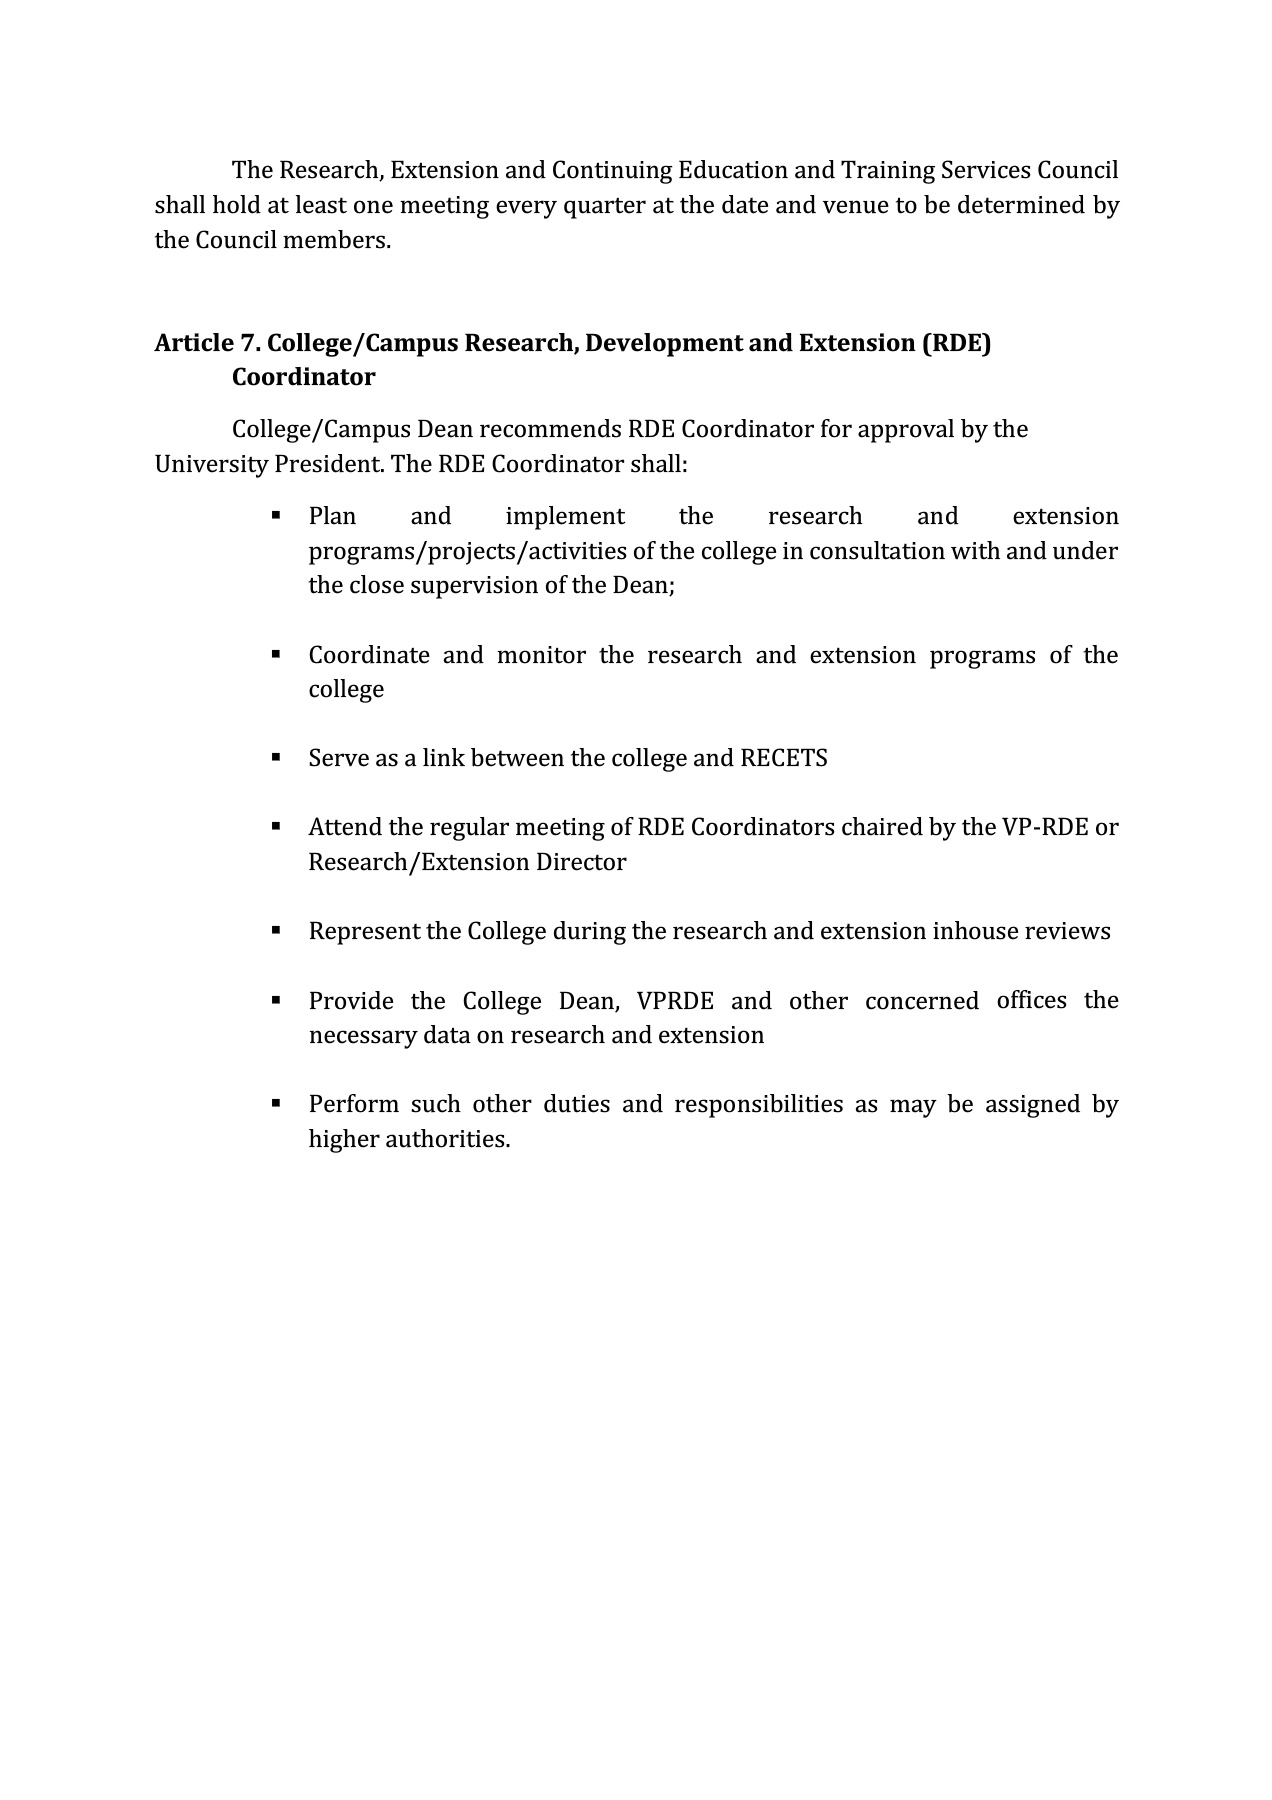 The Research, Extension and Continuing Education and Training Services Council
shall hold at least one meeting every quarter at the date and venue to be determined by
the Council members.
Article 7. College/Campus Research, Development and Extension (RDE)
Coordinator
College/Campus Dean recommends RDE Coordinator for approval by the
University President. The RDE Coordinator shall:
▪ Plan and implement the research and extension
programs/projects/activities of the college in consultation with and under
the close supervision of the Dean;
▪ Coordinate and monitor the research and extension programs of the
college
▪ Serve as a link between the college and RECETS
▪ Attend the regular meeting of RDE Coordinators chaired by the VP-RDE or
Research/Extension Director
▪ Represent the College during the research and extension inhouse reviews
▪ Provide the College Dean, VPRDE and other concerned offices the
necessary data on research and extension
▪ Perform such other duties and responsibilities as may be assigned by
higher authorities.